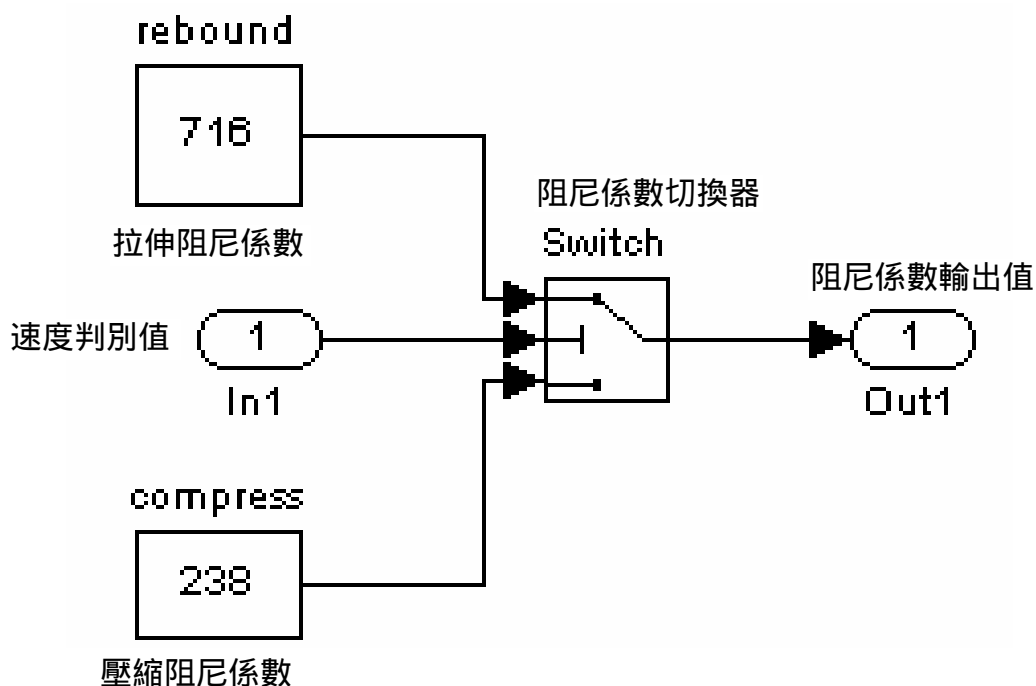 rebound
716
拉伸阻尼係數
阻尼係數切換器
Switch
阻尼係數輸出值
速度判別值
1
In1
1
Out1
compress
238
壓縮阻尼係數